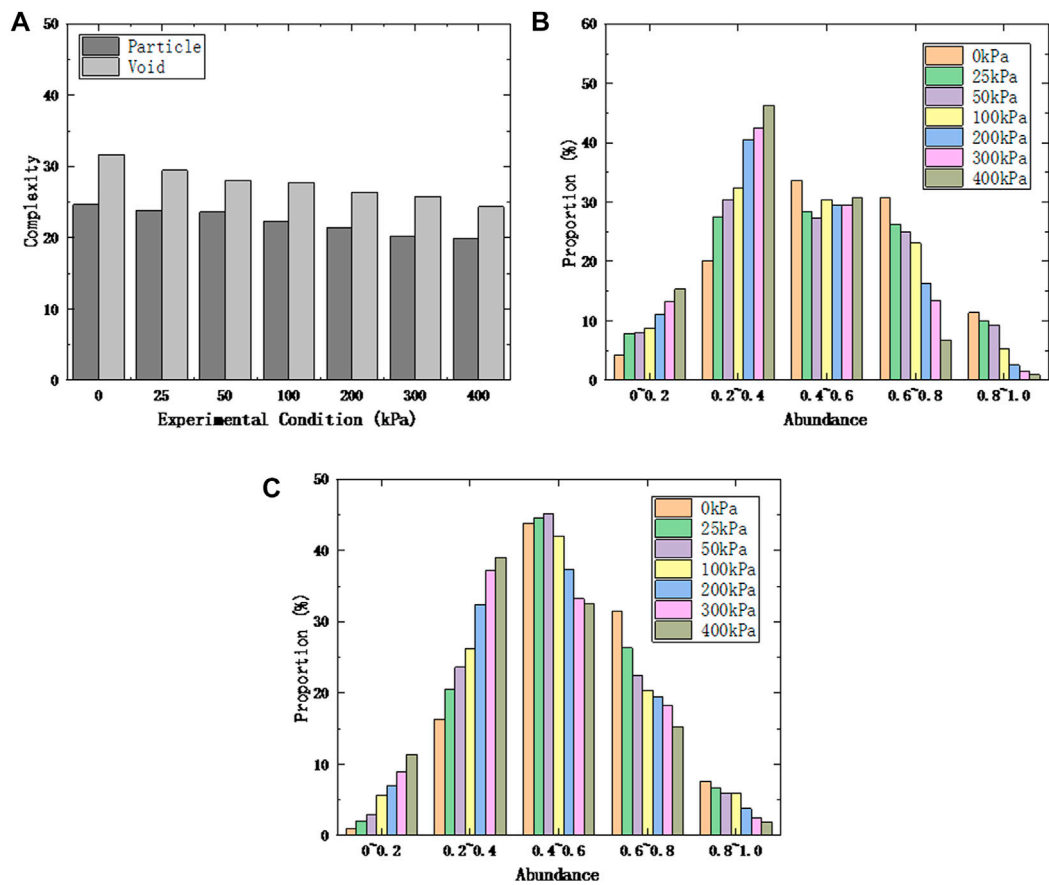 A
50
40
30
20
10
0
Complexity
Particle
Void
0 25 50 100 200 300 400
Experimental Condition (kPa)
B
60
50
40
30
20
10
0
Proportion (%)
0kPa
25kPa
50kPa
100kPa
200kPa
300kPa
400kPa
0~0.2 0.2~0.4 0.4~0.6 0.6~0.8 0.8~1.0
Abundance
C
50
40
30
20
10
0
Proportion (%)
0kPa
25kPa
50kPa
100kPa
200kPa
300kPa
400kPa
0~0.2 0.2~0.4 0.4~0.6 0.6~0.8 0.8~1.0
Abundance